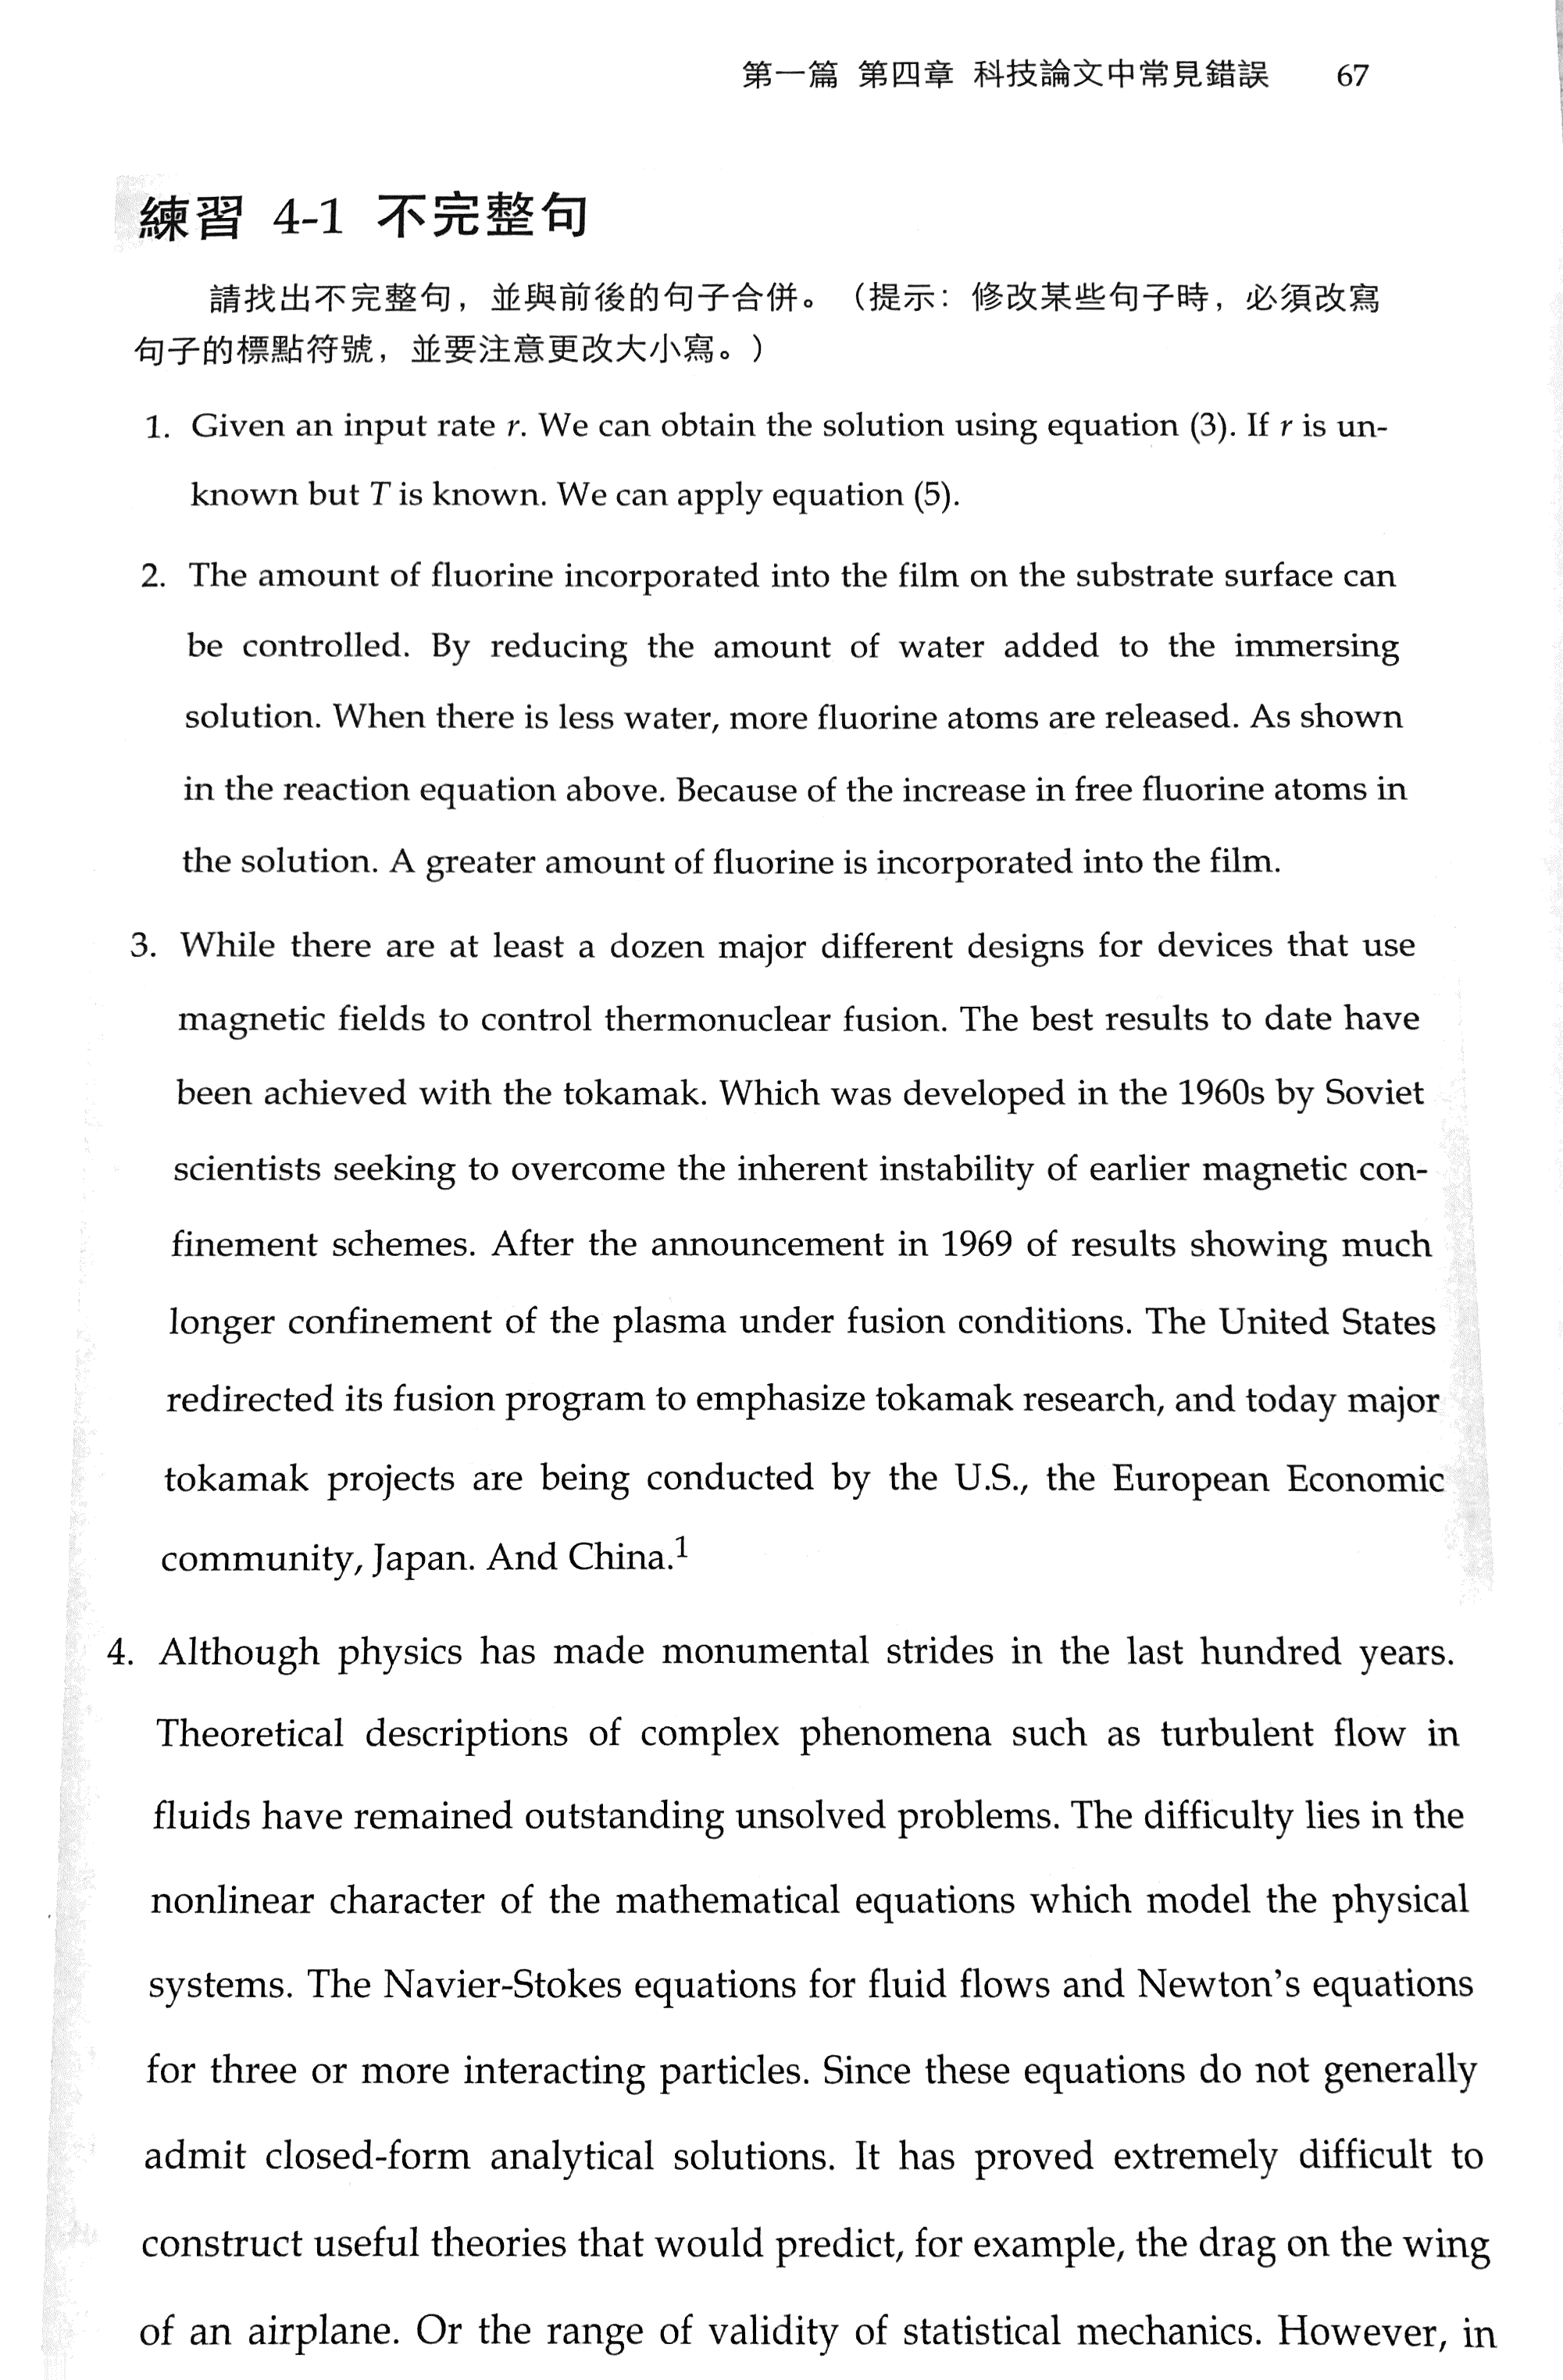 第一篇 第四章 科技論文中常見錯誤 67
練習 4-1 不完整句
請找出不完整句，並與前後的句子合併。（提示：修改某些句子時，必須改寫
句子的標點符號，並要注意更改大小寫。）
1. Given an input rate r. We can obtain the solution using equation (3). If r is un-
known but T is known. We can apply equation (5).
2. The amount of fluorine incorporated into the film on the substrate surface can
be controlled. By reducing the amount of water added to the immersing
solution. When there is less water, more fluorine atoms are released. As shown
in the reaction equation above. Because of the increase in free fluorine atoms in
the solution. A greater amount of fluorine is incorporated into the film.
3. While there are at least a dozen major different designs for devices that use
magnetic fields to control thermonuclear fusion. The best results to date have
been achieved with the tokamak. Which was developed in the 1960s by Soviet
scientists seeking to overcome the inherent instability of earlier magnetic con-
finement schemes. After the announcement in 1969 of results showing much
longer confinement of the plasma under fusion conditions. The United States
redirected its fusion program to emphasize tokamak research, and today major
tokamak projects are being conducted by the U.S., the European Economic
community, Japan. And China.¹
4. Although physics has made monumental strides in the last hundred years.
Theoretical descriptions of complex phenomena such as turbulent flow in
fluids have remained outstanding unsolved problems. The difficulty lies in the
nonlinear character of the mathematical equations which model the physical
systems. The Navier-Stokes equations for fluid flows and Newton's equations
for three or more interacting particles. Since these equations do not generally
admit closed-form analytical solutions. It has proved extremely difficult to
construct useful theories that would predict, for example, the drag on the wing
of an airplane. Or the range of validity of statistical mechanics. However, in